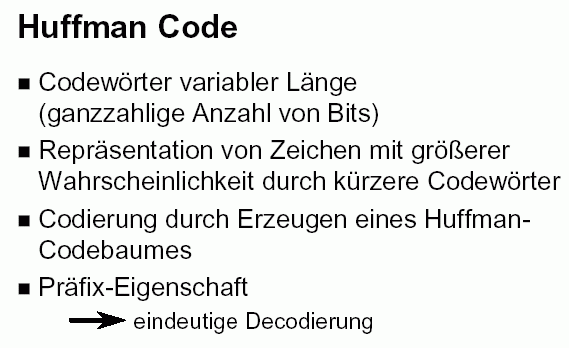 Huffman Code
■ Codewörter variabler Länge
(ganzzahlige Anzahl von Bits)
■ Repräsentation von Zeichen mit größerer
Wahrscheinlichkeit durch kürzere Codewörter
■ Codierung durch Erzeugen eines Huffman-
Codebaumes
■ Präfix-Eigenschaft
→ eindeutige Decodierung